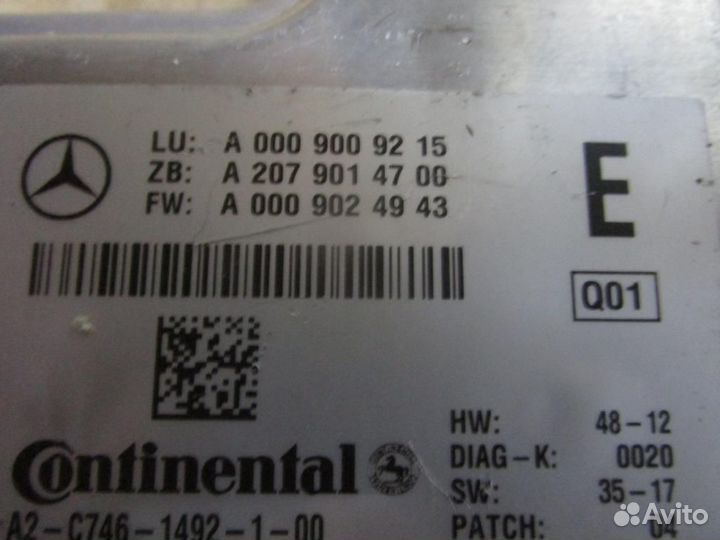 LU: A 000 900 92 15
ZB: A 207 901 47 00
FW: A 000 902 49 43
E
Q01
HW: 48-12
DIAG-K: 0020
SW: 35-17
PATCH: 04
Continental
A2-C746-1492-1-00
Avito